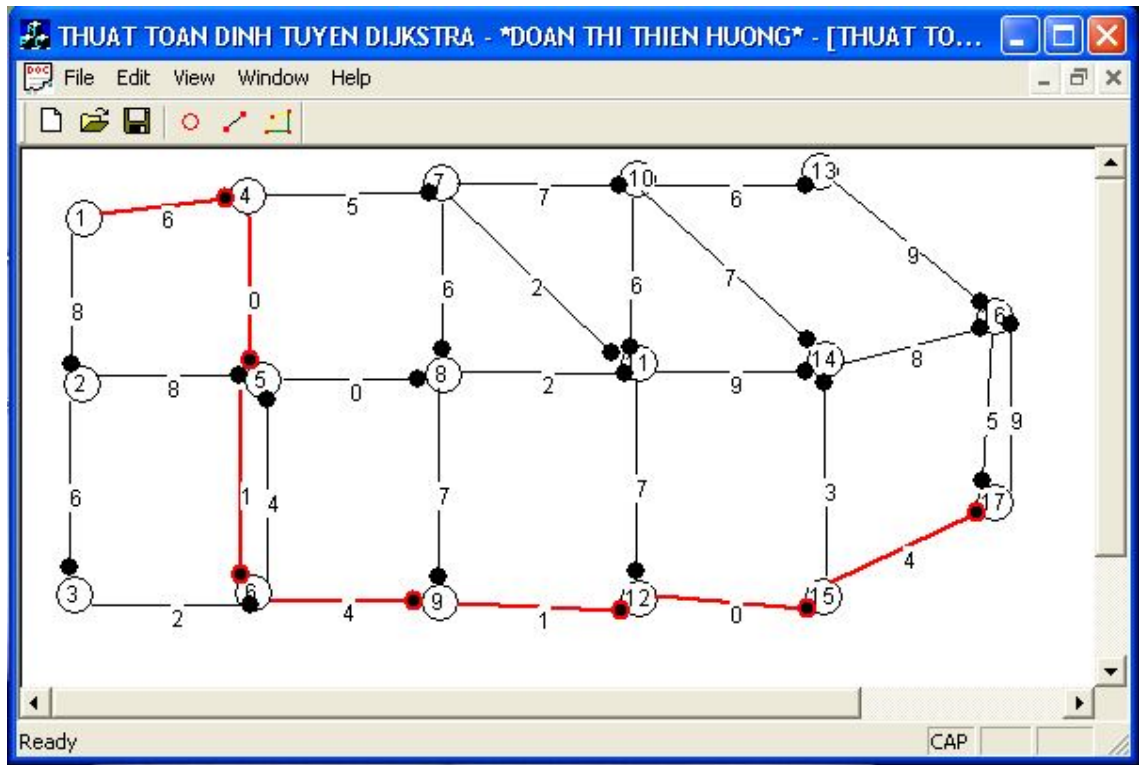 THUAT TOAN DINH TUYEN DIJKSTRA - *DOAN THI THIEN HUONG* - [THUAT TO...
DOC File Edit View Window Help
13
7 10
4 7 6
1 6 5
9
6 2 7
8 0 6 6
11 14 8
2 5 8
8 0 2 9
5 9
6 1 4 7 7 3
17
4
3 6 9 12 15
2 4 1 0
Ready CAP